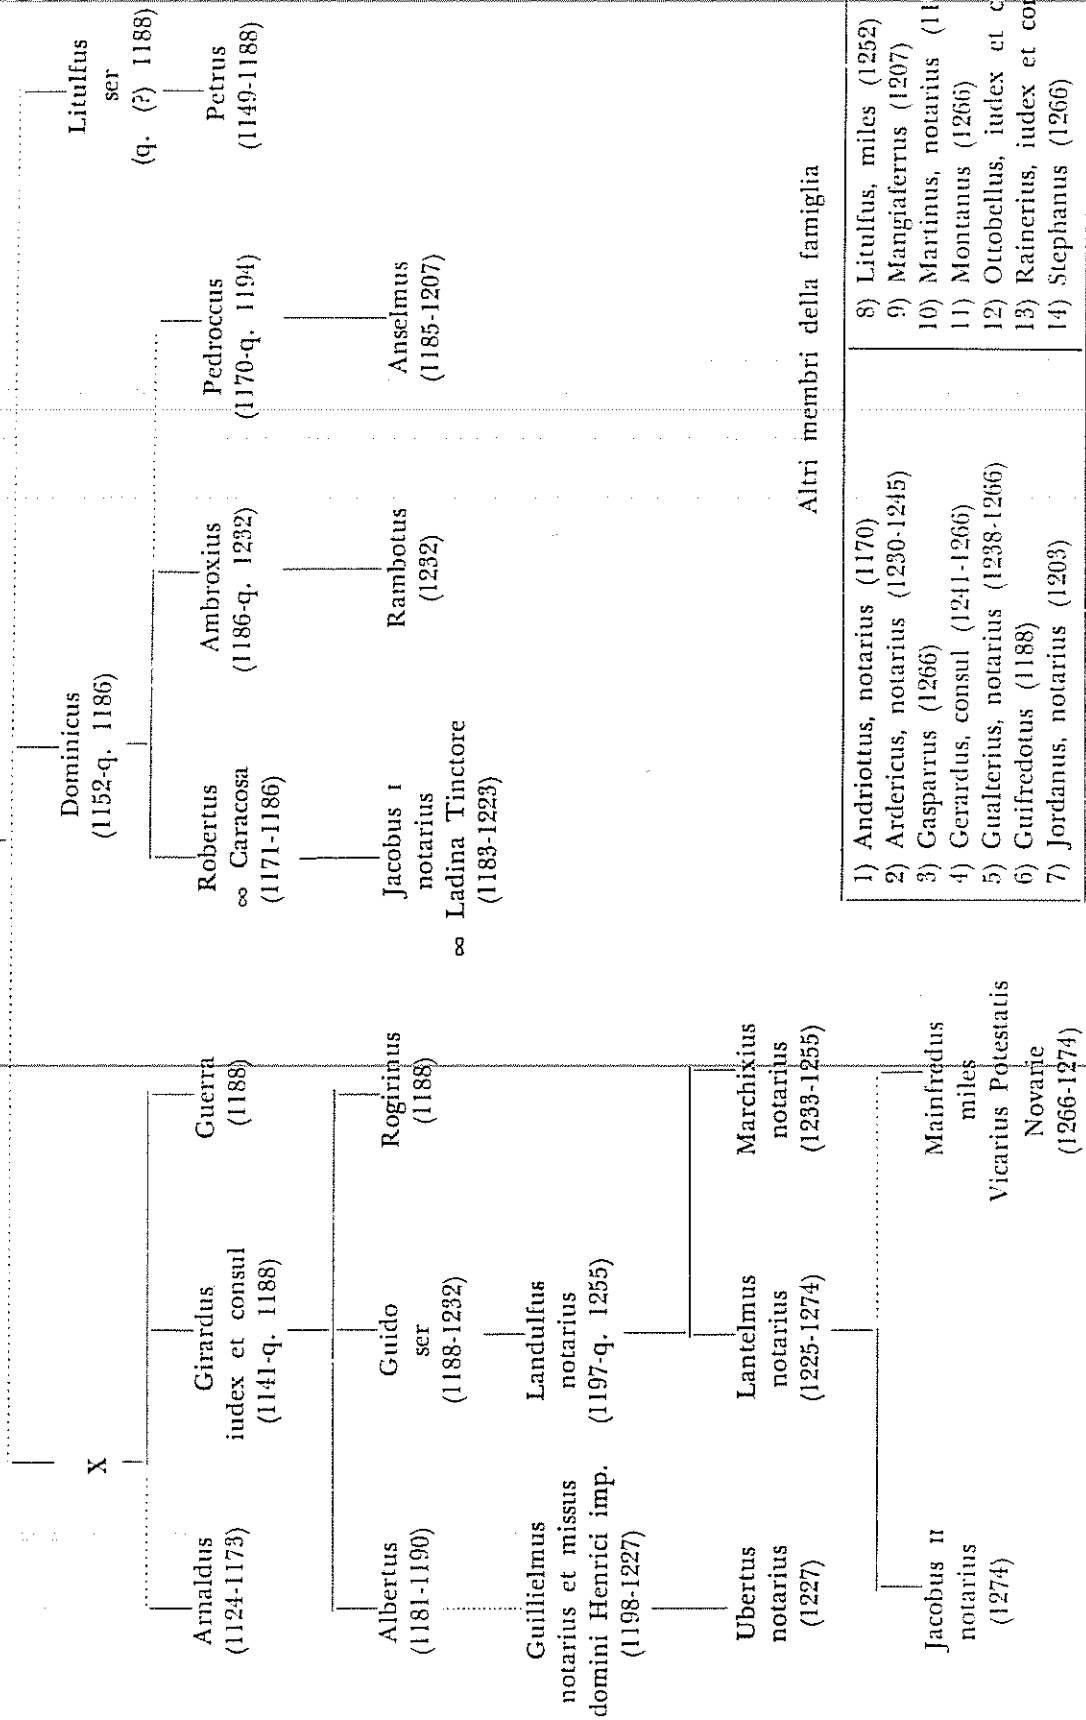 Litulfus
ser
(q. (?) 1188)
Petrus
(1149-1188)
Dominicus
(1152-q. 1186)
Pedroccus
(1170-q. 1194)
Anselmus
(1185-1207)
Ambroxius
(1186-q. 1232)
Rambotus
(1232)
Robertus
∞ Caracosa
(1171-1186)
Jacobus I
notarius
∞ Ladina Tinctore
(1183-1223)
X
Guerra
(1188)
Girardus
iudex et consul
(1141-q. 1188)
Arnaldus
(1124-1173)
Rogirinus
(1188)
Guido
ser
(1188-1232)
Albertus
(1181-1190)
Landulfus
notarius
(1197-q. 1255)
Guillielmus
notarius et missus
domini Henrici imp.
(1198-1227)
Marchixius
notarius
(1233-1255)
Lantelmus
notarius
(1225-1274)
Ubertus
notarius
(1227)
Mainfredus
miles
Vicarius Potestatis
Novarie
(1266-1274)
Jacobus II
notarius
(1274)
Altri membri della famiglia
1) Andriottus, notarius (1170)
2) Ardericus, notarius (1230-1245)
3) Gasparrus (1266)
4) Gerardus, consul (1241-1266)
5) Gualterius, notarius (1238-1266)
6) Guifredotus (1188)
7) Jordanus, notarius (1203)
8) Litulfus, miles (1252)
9) Mangiaferrus (1207)
10) Martinus, notarius (11
11) Montanus (1266)
12) Ottobellus, iudex et c
13) Rainerius, iudex et co
14) Stephanus (1266)